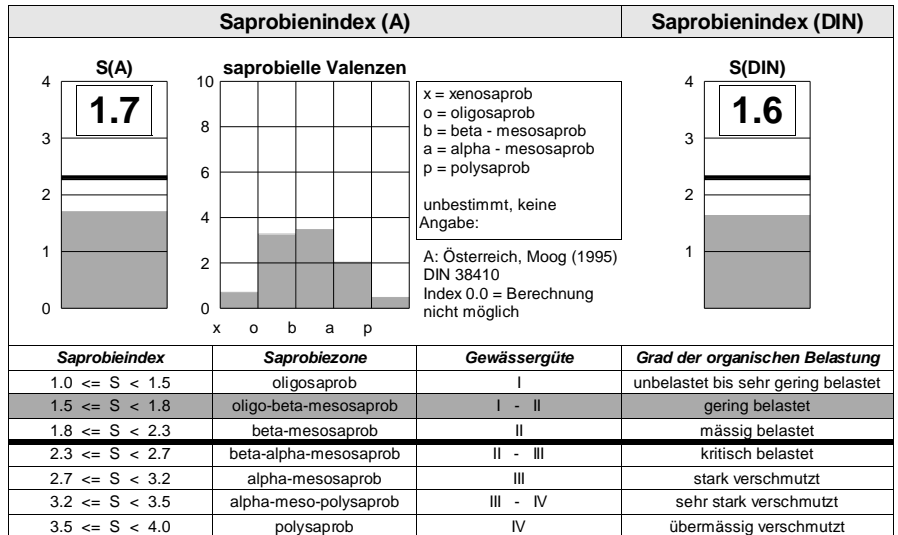 Saprobienindex (A) Saprobienindex (DIN)
S(A) saprobielle Valenzen S(DIN)
4 10 4
1.7
1.6
3 8 3
2 6 2
4
1 2 1
0 0 0
x o b a p
x = xenosaprob
o = oligosaprob
b = beta - mesosaprob
a = alpha - mesosaprob
p = polysaprob
unbestimmt, keine
Angabe:
A: Österreich, Moog (1995)
DIN 38410
Index 0.0 = Berechnung
nicht möglich
Saprobieindex Saprobiezone Gewässergüte Grad der organischen Belastung
1.0 <= S < 1.5 oligosaprob I unbelastet bis sehr gering belastet
1.5 <= S < 1.8 oligo-beta-mesosaprob I - II gering belastet
1.8 <= S < 2.3 beta-mesosaprob II mässig belastet
2.3 <= S < 2.7 beta-alpha-mesosaprob II - III kritisch belastet
2.7 <= S < 3.2 alpha-mesosaprob III stark verschmutzt
3.2 <= S < 3.5 alpha-meso-polysaprob III - IV sehr stark verschmutzt
3.5 <= S < 4.0 polysaprob IV übermässig verschmutzt